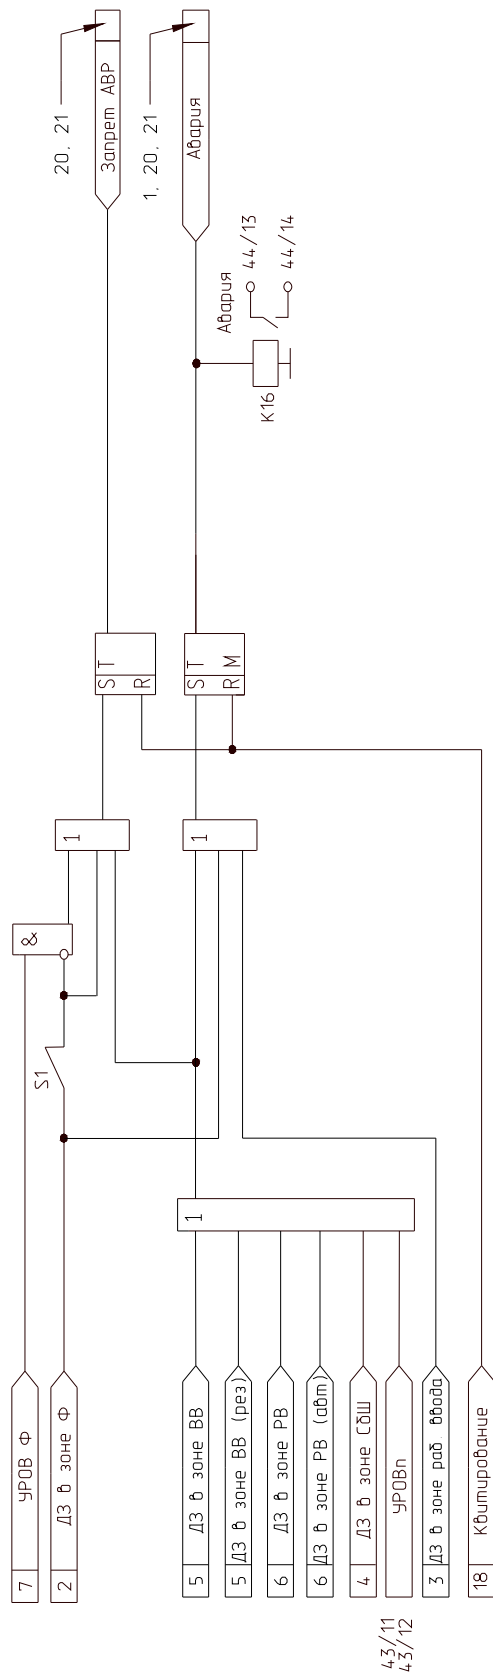 20, 21
Запрет АВР
1, 20, 21
Авария
Авария
44/13
44/14
К16
S T
R
S T
R M
1
1
&
S1
1
7 УРОВ Ф
2 ДЗ в зоне Ф
5 ДЗ в зоне ВВ
5 ДЗ в зоне ВВ (рез)
6 ДЗ в зоне РВ
6 ДЗ в зоне РВ (авт)
4 ДЗ в зоне СбШ
43/11
43/12
УРОВп
3 ДЗ в зоне раб. ввода
18 Квитирование